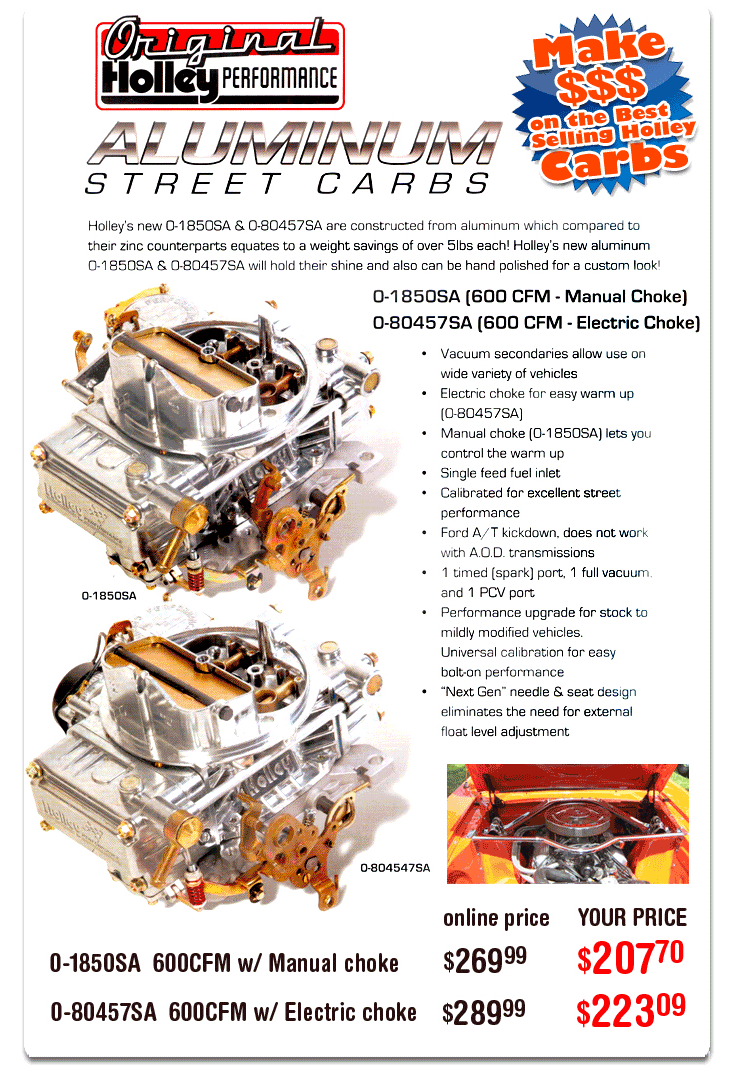 Original
Holley PERFORMANCE
Make
$$$
on the Best
Selling Holley
Carbs
ALUMINUM
STREET CARBS
Holley's new 0-1850SA & 0-80457SA are constructed from aluminum which compared to
their zinc counterparts equates to a weight savings of over 5lbs each! Holley's new aluminum
0-1850SA & 0-80457SA will hold their shine and also can be hand polished for a custom look!
0-1850SA (600 CFM - Manual Choke)
0-80457SA (600 CFM - Electric Choke)
• Vacuum secondaries allow use on
wide variety of vehicles
• Electric choke for easy warm up
(0-80457SA)
• Manual choke (0-1850SA) lets you
control the warm up
• Single feed fuel inlet
• Calibrated for excellent street
performance
• Ford A/T kickdown, does not work
with A.O.D. transmissions
• 1 timed (spark) port, 1 full vacuum.
and 1 PCV port
• Performance upgrade for stock to
mildly modified vehicles.
Universal calibration for easy
bolt-on performance
• "Next Gen" needle & seat design
eliminates the need for external
float level adjustment
Holley
0-1850SA
Holley
Holley
0-804547SA
online price YOUR PRICE
0-1850SA 600CFM w/ Manual choke $26999 $20770
0-80457SA 600CFM w/ Electric choke $28999 $22309